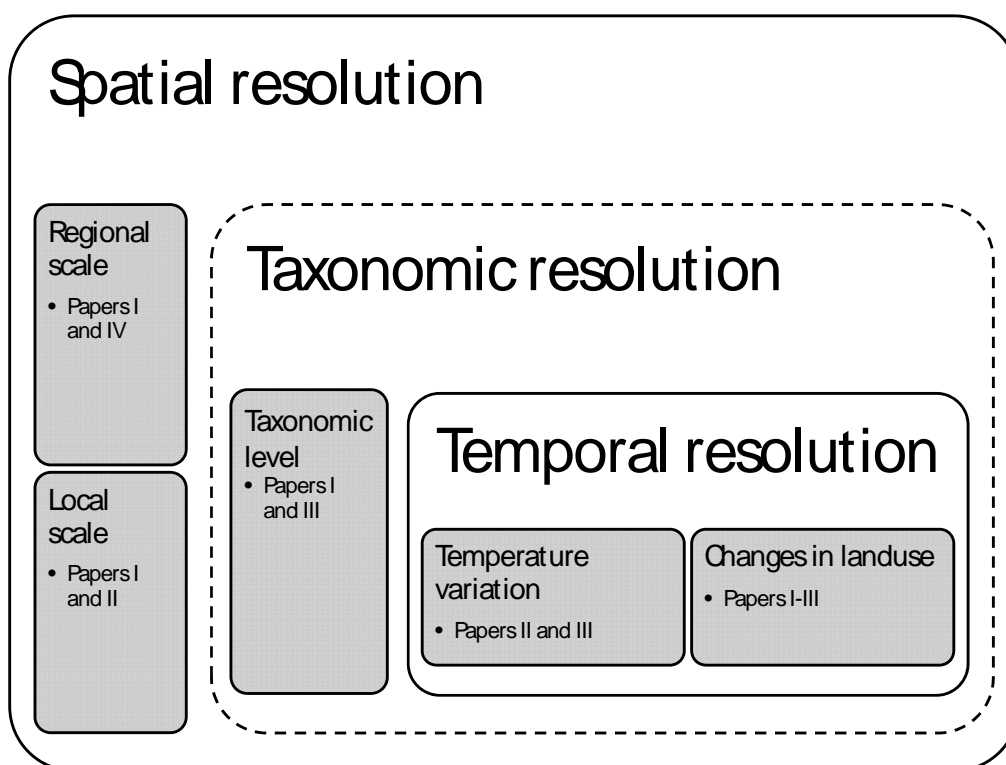 Spatial resolution
Regional
scale
• Papers I
and IV
Local
scale
• Papers I
and II
Taxonomic resolution
Taxonomic
level
• Papers I
and III
Temporal resolution
Temperature
variation
• Papers II and III
Changes in landuse
• Papers I-III